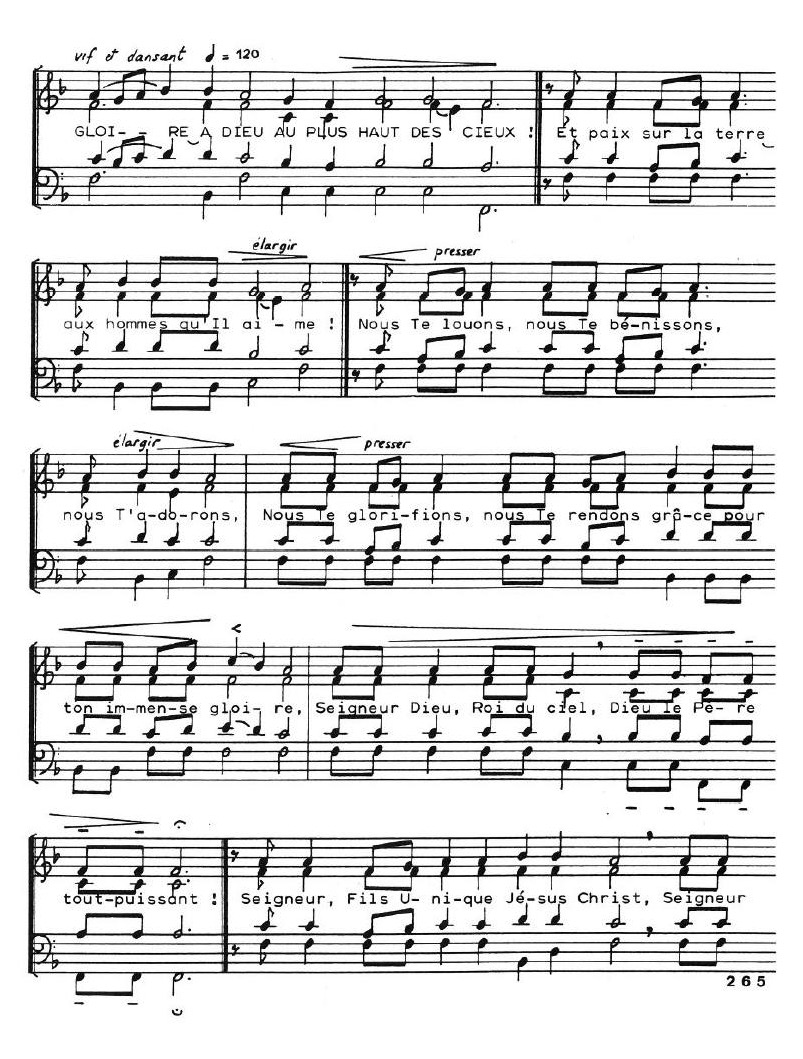 vif et dansant = 120
GLOI- - RE A DIEU AU PLUS HAUT DES CIEUX ! Et paix sur la terre
élargir presser
aux hommes qu'Il ai - me ! Nous Te louons, nous Te bé-nissons,
élargir presser
nous T'a-do-rons, Nous Te glori-fions, nous Te rendons grâ-ce pour
ton im-men-se gloi- re, Seigneur Dieu, Roi du ciel, Dieu le Pè- re
tout-puissant ! Seigneur, Fils U- ni-que Jé-sus Christ, Seigneur
2 6 5